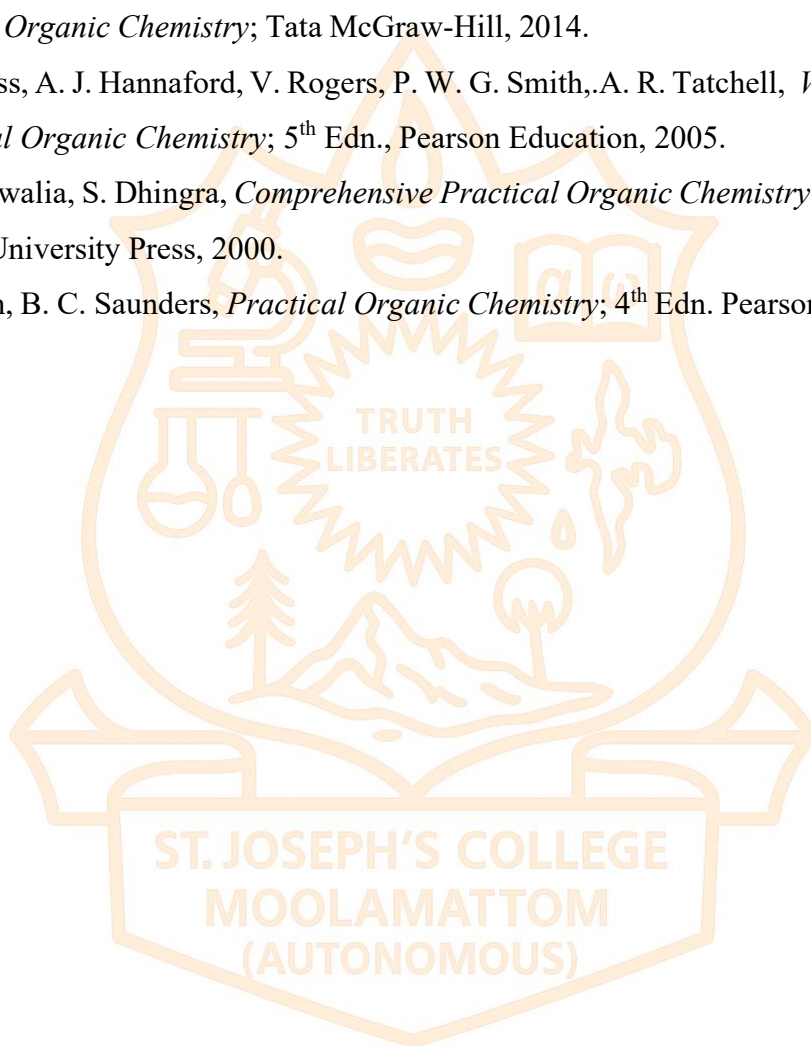 Organic Chemistry; Tata McGraw-Hill, 2014.
ss, A. J. Hannaford, V. Rogers, P. W. G. Smith,.A. R. Tatchell,
al Organic Chemistry; 5th Edn., Pearson Education, 2005.
walia, S. Dhingra, Comprehensive Practical Organic Chemistry
University Press, 2000.
n, B. C. Saunders, Practical Organic Chemistry; 4th Edn. Pearson
α ω
TRUTH
LIBERATES
ST. JOSEPH'S COLLEGE
MOOLAMATTOM
(AUTONOMOUS)